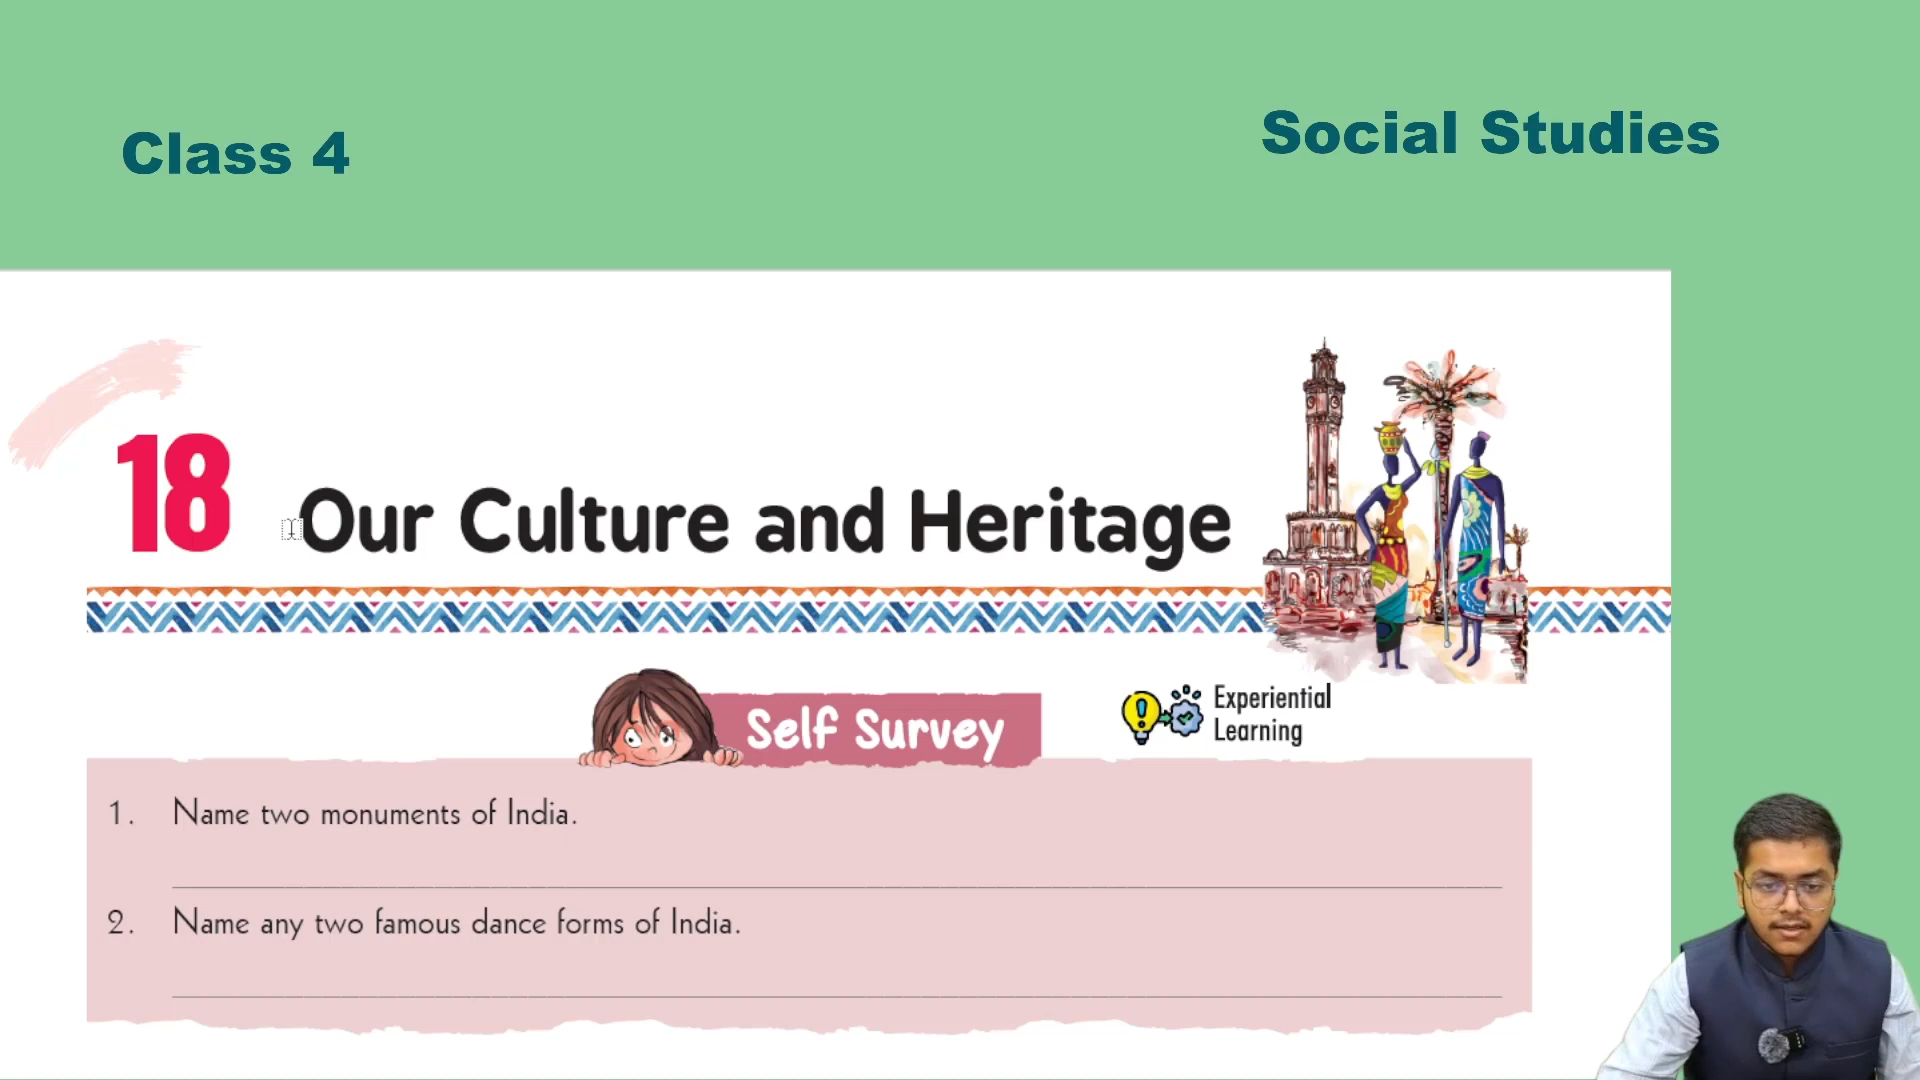 Class 4
Social Studies
18 Our Culture and Heritage
Self Survey
Experiential
Learning
1. Name two monuments of India.
2. Name any two famous dance forms of India.